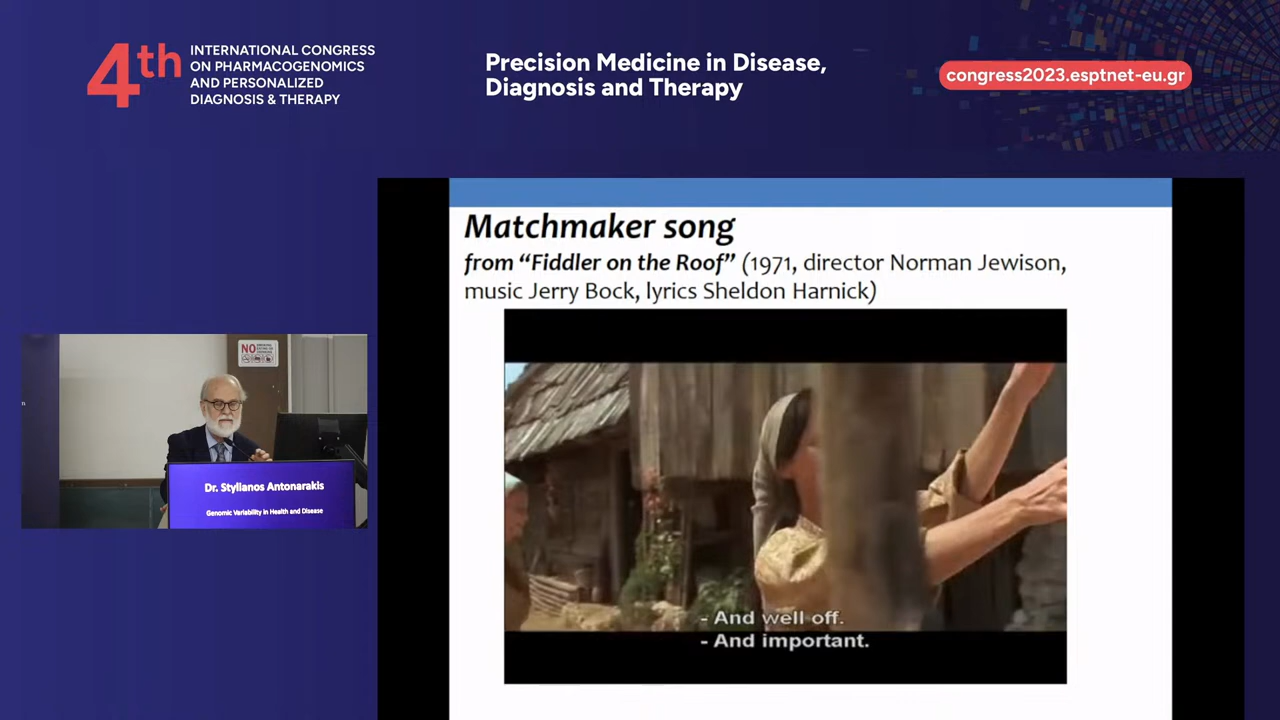 4th INTERNATIONAL CONGRESS
ON PHARMACOGENOMICS
AND PERSONALIZED
DIAGNOSIS & THERAPY
Precision Medicine in Disease,
Diagnosis and Therapy
congress2023.esptnet-eu.gr
Matchmaker song
from “Fiddler on the Roof” (1971, director Norman Jewison,
music Jerry Bock, lyrics Sheldon Harnick)
- And well off.
- And important.
NO
Dr. Stylianos Antonarakis
Genomic Variability in Health and Disease